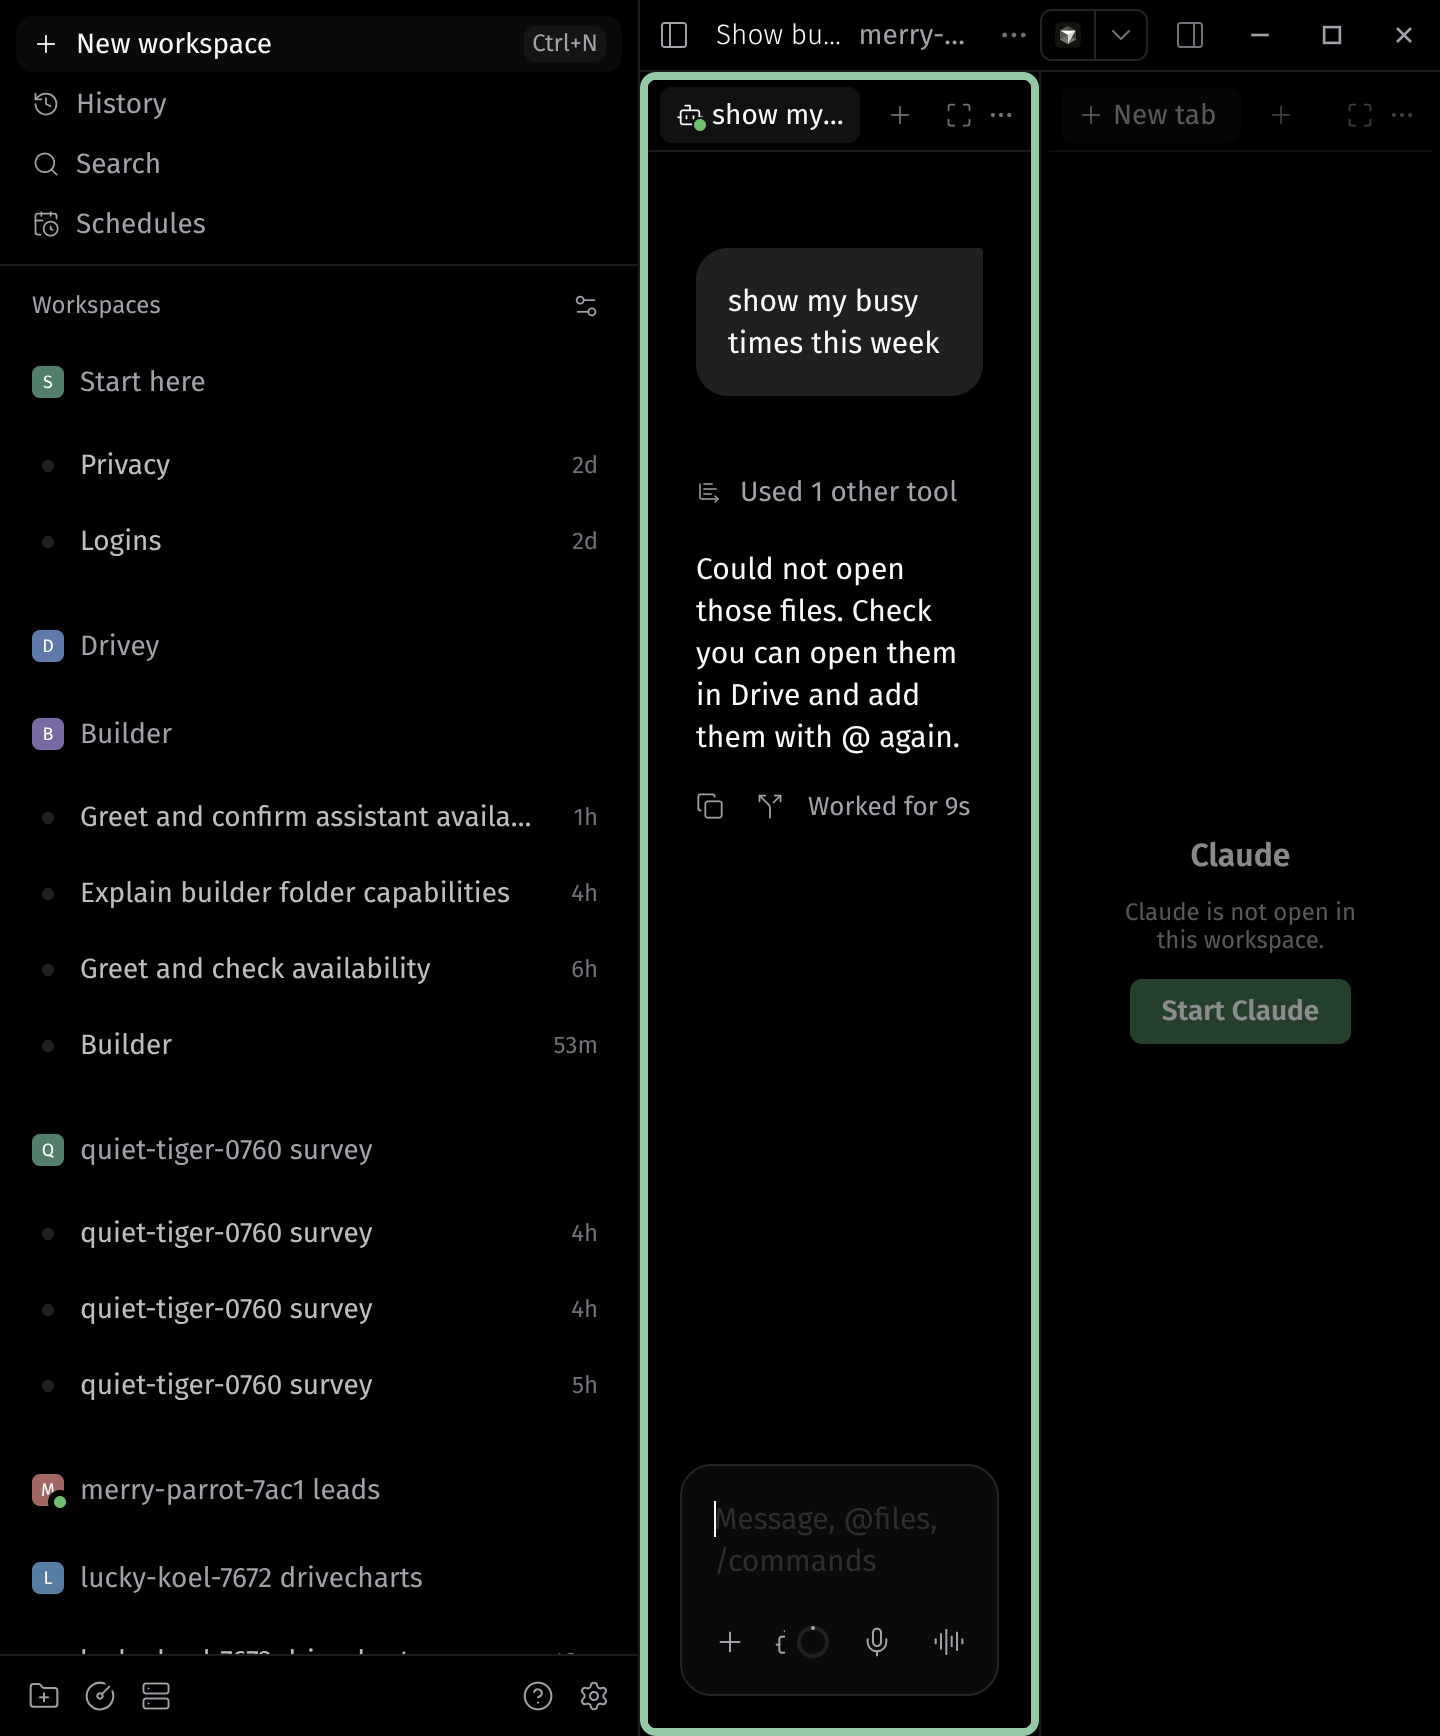 New workspace
Ctrl+N
History
Search
Schedules
Workspaces
S
Start here
Privacy
2d
Logins
2d
D
Drivey
B
Builder
Greet and confirm assistant availa...
1h
Explain builder folder capabilities
4h
Greet and check availability
6h
Builder
53m
Q
quiet-tiger-0760 survey
quiet-tiger-0760 survey
4h
quiet-tiger-0760 survey
4h
quiet-tiger-0760 survey
5h
M
merry-parrot-7ac1 leads
L
lucky-koel-7672 drivecharts
Show bu...
merry-...
show my...
show my busy
times this week
Used 1 other tool
Could not open
those files. Check
you can open them
in Drive and add
them with @ again.
Worked for 9s
Message, @files,
/commands
New tab
Claude
Claude is not open in
this workspace.
Start Claude